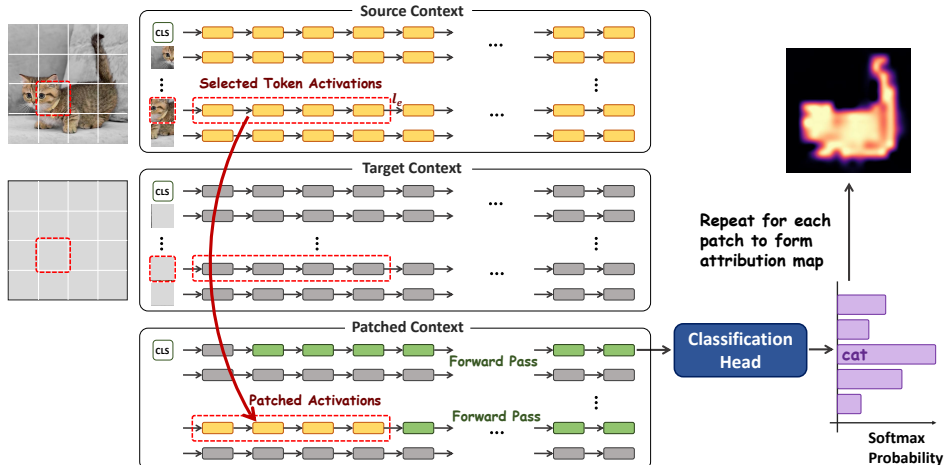 Source Context
CLS
...
Selected Token Activations
l_e
...
Target Context
CLS
...
...
Repeat for each
patch to form
attribution map
Patched Context
CLS
Forward Pass
Classification
Head
cat
Patched Activations
Forward Pass
...
Softmax
Probability